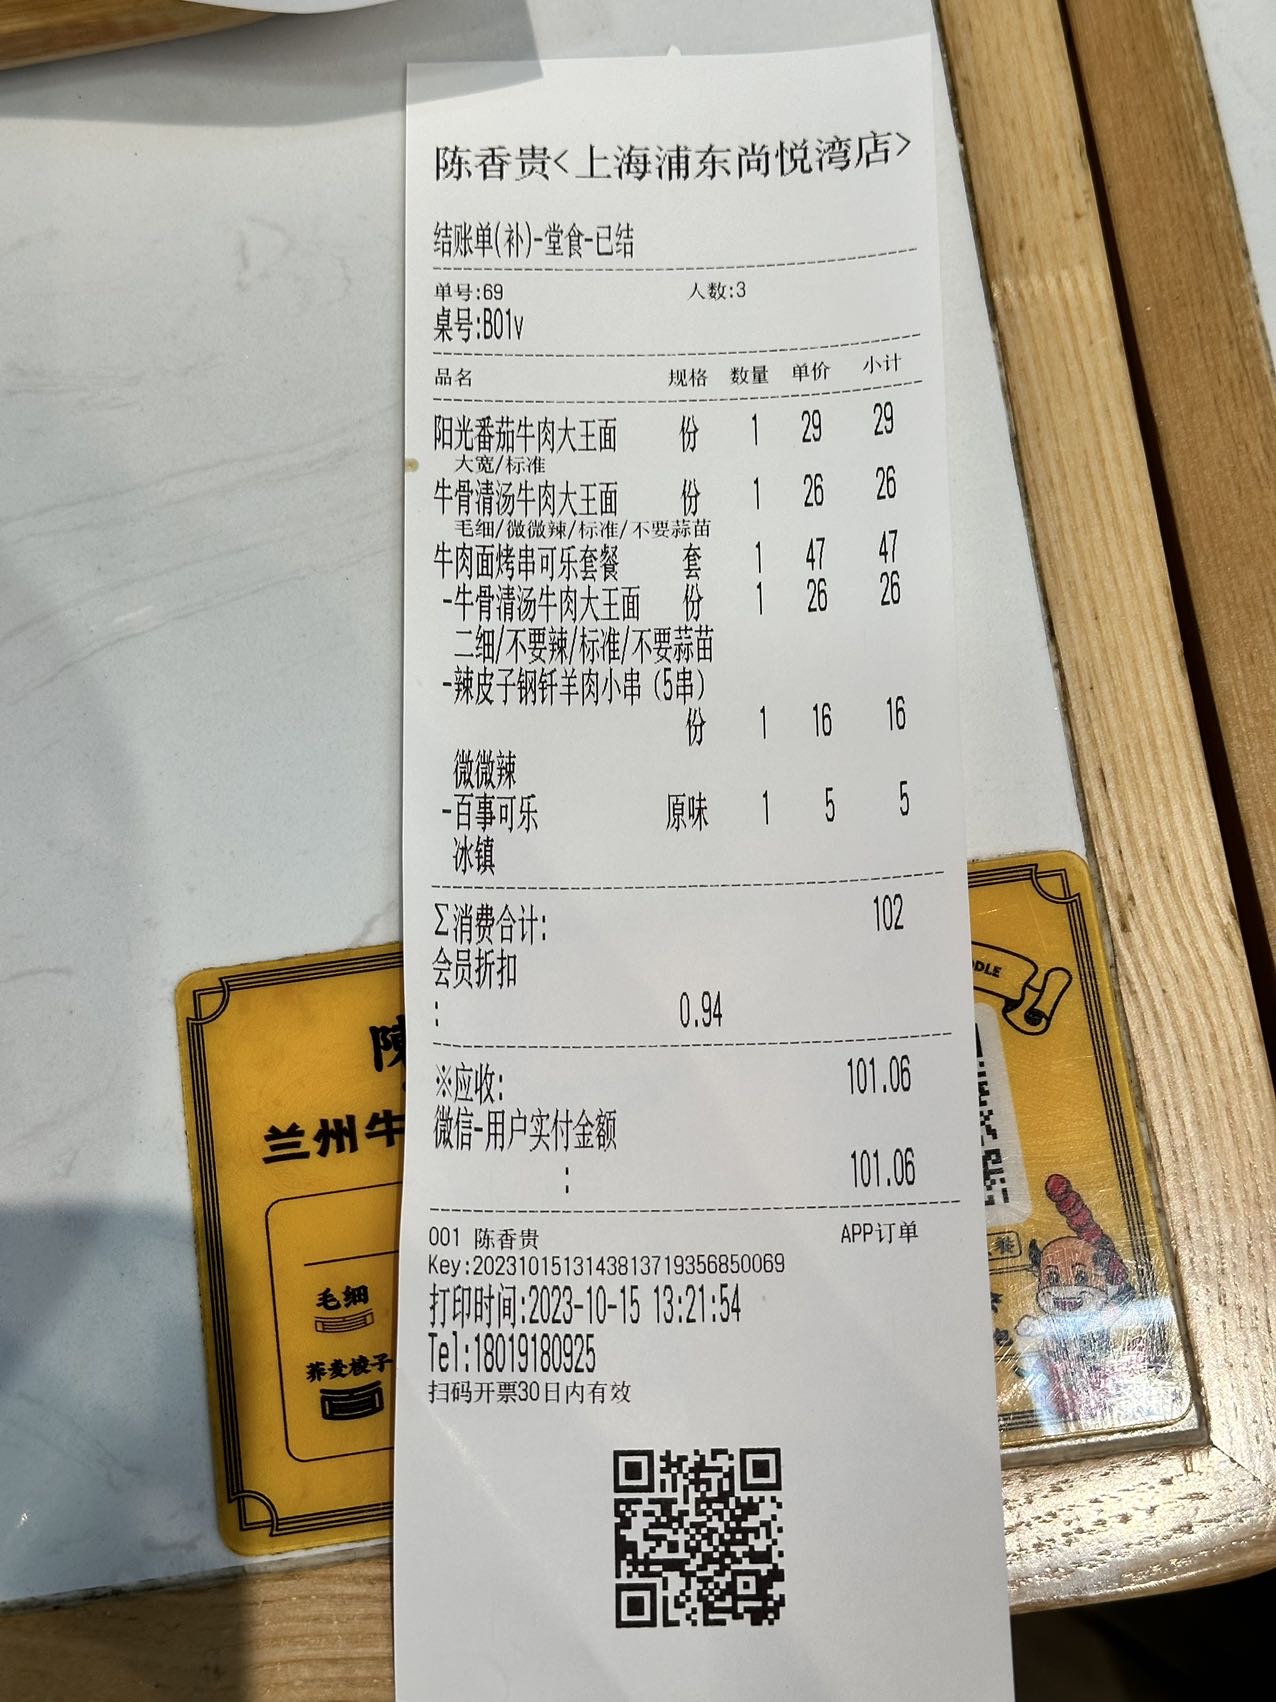 陈香贵<上海浦东尚悦湾店>
结账单(补)-堂食-已结
单号:69 人数:3
桌号:B01v
品名 规格 数量 单价 小计
阳光番茄牛肉大王面 份 1 29 29
大宽/标准
牛骨清汤牛肉大王面 份 1 26 26
毛细/微微辣/标准/不要蒜苗
牛肉面烤串可乐套餐 套 1 47 47
-牛骨清汤牛肉大王面 份 1 26 26
二细/不要辣/标准/不要蒜苗
-辣皮子钢钎羊肉小串(5串)
份 1 16 16
微微辣
-百事可乐 原味 1 5 5
冰镇
Σ消费合计: 102
会员折扣
: 0.94
※应收: 101.06
微信-用户实付金额
: 101.06
001 陈香贵 APP订单
Key:2023101513143813719356850069
打印时间:2023-10-15 13:21:54
Tel:18019180925
扫码开票30日内有效
陳
兰州牛
毛细
荞麦棱子